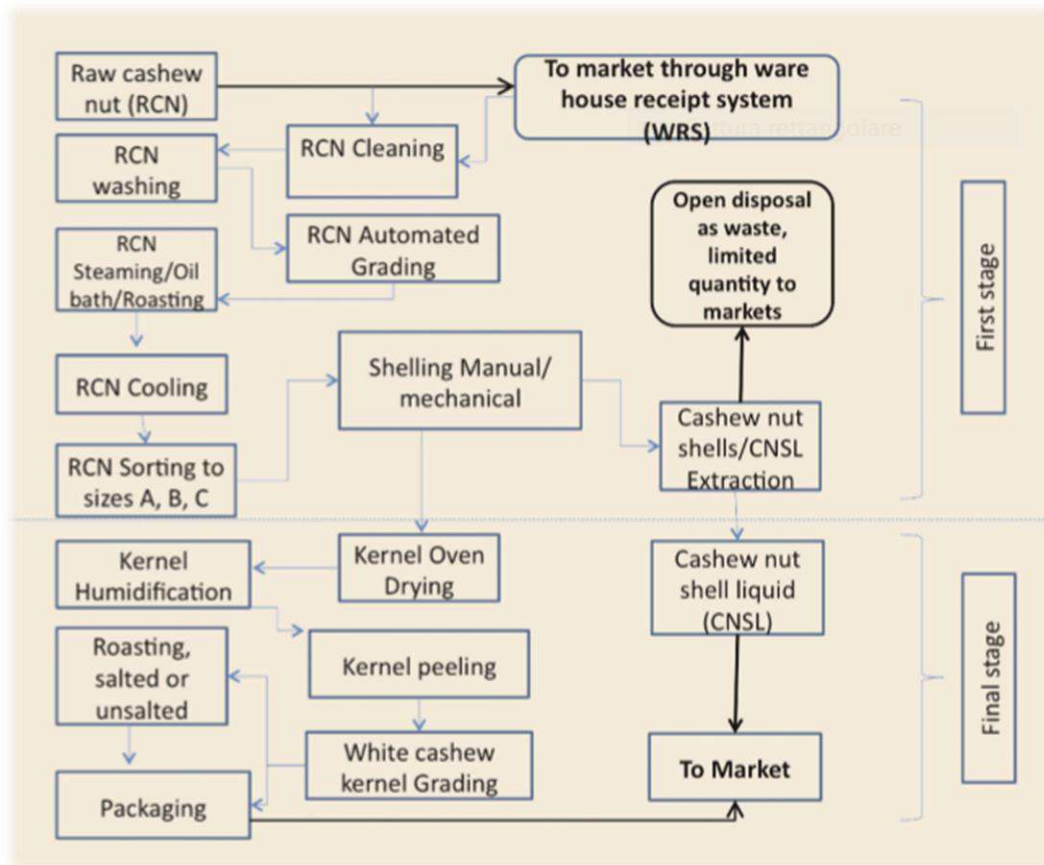 Raw cashew
nut (RCN)
To market through ware
house receipt system
(WRS)
RCN Cleaning
RCN
washing
RCN Automated
Grading
Open disposal
as waste,
limited
quantity to
markets
RCN
Steaming/Oil
bath/Roasting
First stage
RCN Cooling
Shelling Manual/
mechanical
Cashew nut
shells/CNSL
Extraction
RCN Sorting to
sizes A, B, C
Kernel
Humidification
Kernel Oven
Drying
Cashew nut
shell liquid
(CNSL)
Roasting,
salted or
unsalted
Kernel peeling
Final stage
White cashew
kernel Grading
To Market
Packaging